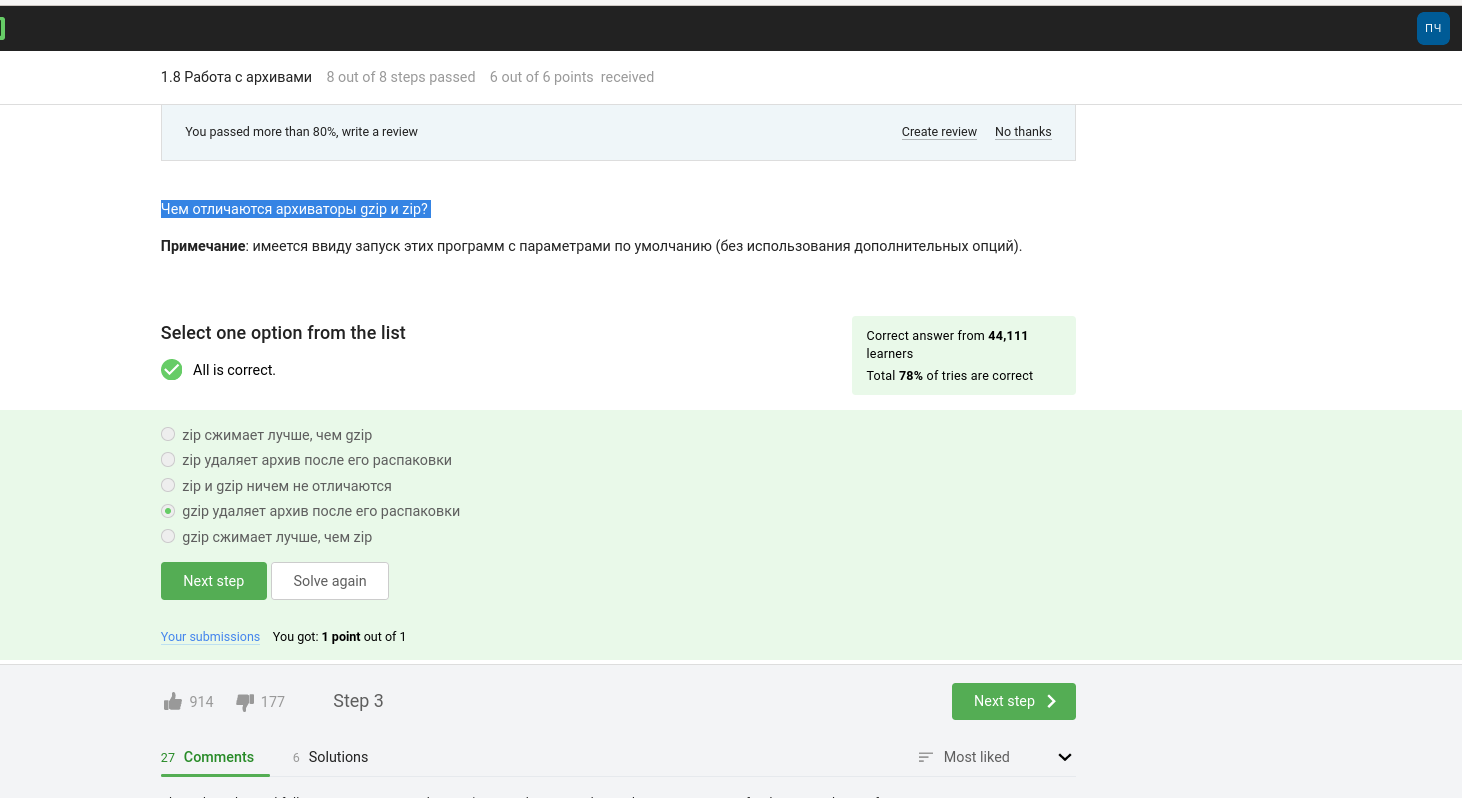 ПЧ
1.8 Работа с архивами 8 out of 8 steps passed 6 out of 6 points received
You passed more than 80%, write a review Create review No thanks
Чем отличаются архиваторы gzip и zip?
Примечание: имеется ввиду запуск этих программ с параметрами по умолчанию (без использования дополнительных опций).
Select one option from the list
All is correct.
Correct answer from 44,111
learners
Total 78% of tries are correct
zip сжимает лучше, чем gzip
zip удаляет архив после его распаковки
zip и gzip ничем не отличаются
gzip удаляет архив после его распаковки
gzip сжимает лучше, чем zip
Next step Solve again
Your submissions You got: 1 point out of 1
914 177 Step 3 Next step
27 Comments 6 Solutions Most liked